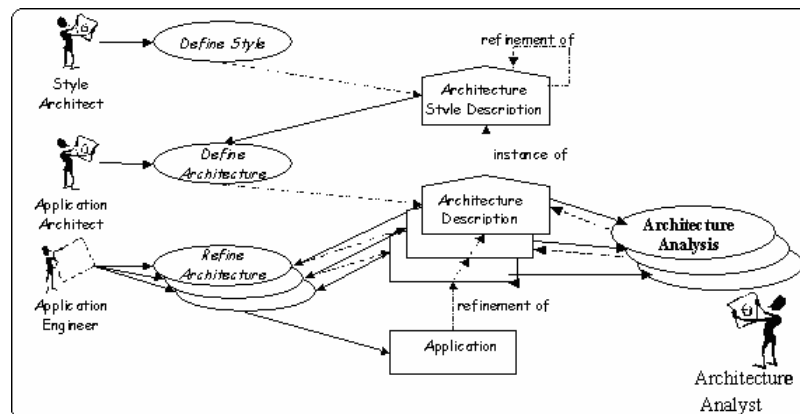 Define Style
refinement of
Style
Architect
Architecture
Style Description
instance of
Define
Architecture
Application
Architect
Architecture
Description
Architecture
Analysis
Refine
Architecture
Application
Engineer
refinement of
Application
Architecture
Analyst